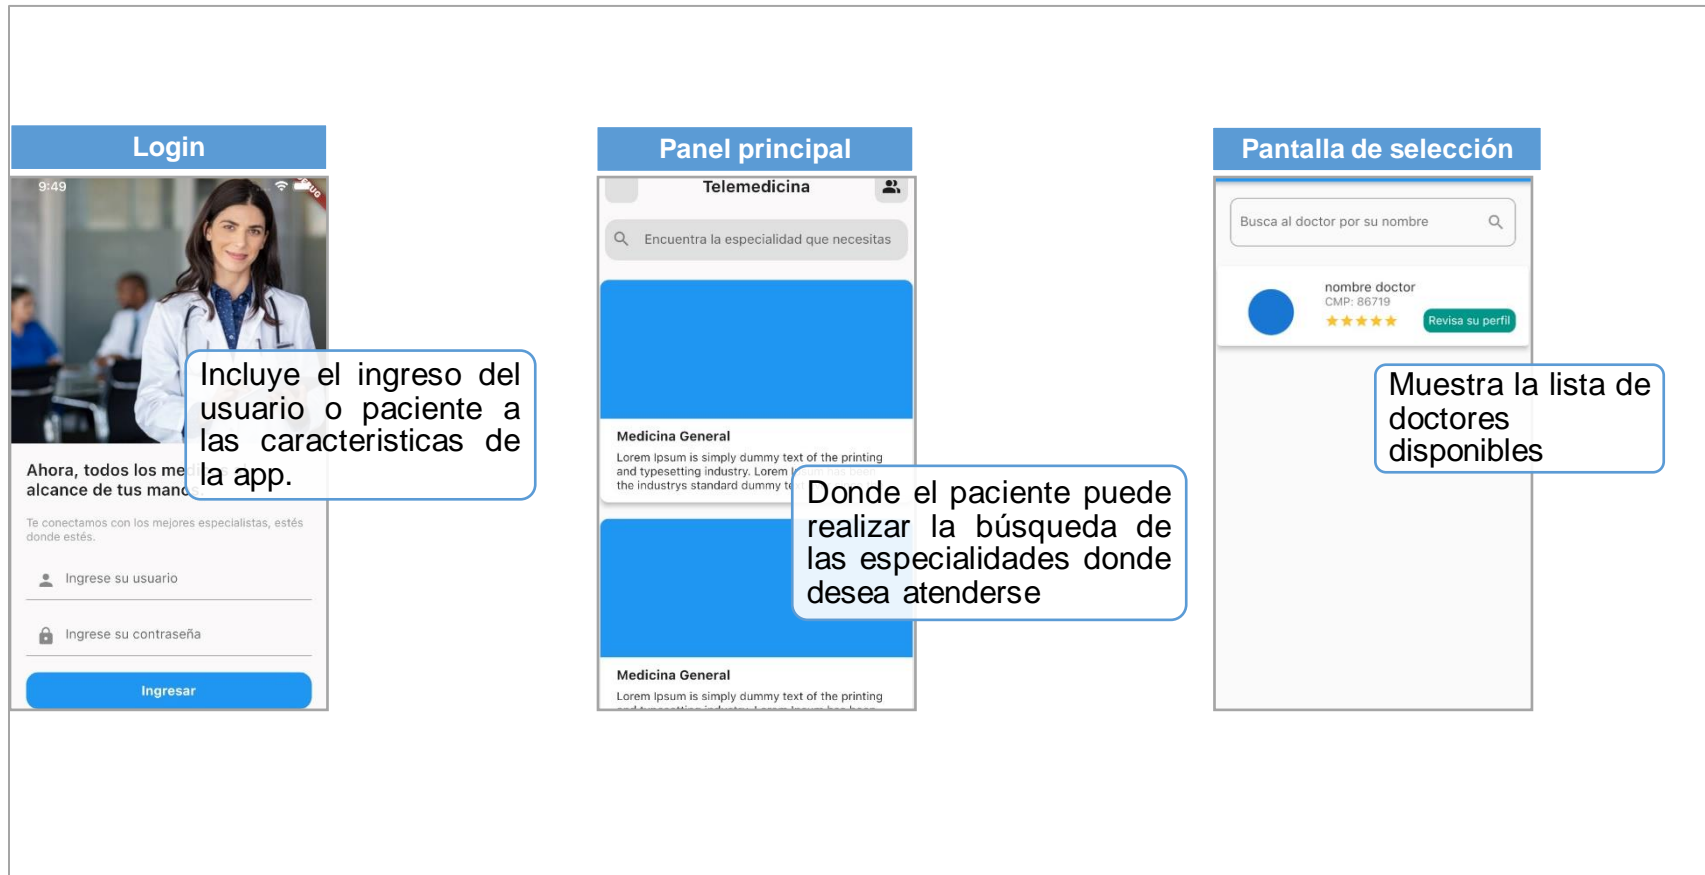 Login
9:49
Ahora, todos los
alcance de tus manos.
Te conectamos con los mejores especialistas, estés
donde estés.
Ingrese su usuario
Ingrese su contraseña
Ingresar
Incluye el ingreso del
usuario o paciente a
las caracteristicas de
la app.
Panel principal
Telemedicina
Encuentra la especialidad que necesitas
Medicina General
Lorem Ipsum is simply dummy text of the printing
and typesetting industry. Lorem Ipsum has been
the industrys standard dummy
Medicina General
Lorem Ipsum is simply dummy text of the printing
Donde el paciente puede
realizar la búsqueda de
las especialidades donde
desea atenderse
Pantalla de selección
Busca al doctor por su nombre
nombre doctor
CMP: 86719
Revisa su perfil
Muestra la lista de
doctores
disponibles